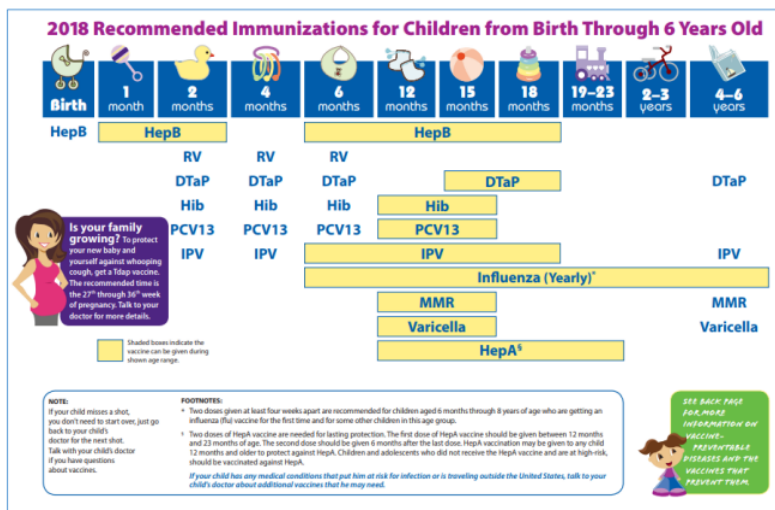 2018 Recommended Immunizations for Children from Birth Through 6 Years Old
Birth
1 month
2 months
4 months
6 months
12 months
15 months
18 months
19–23 months
2–3 years
4–6 years
HepB HepB HepB
RV RV RV
DTaP DTaP DTaP DTaP DTaP
Hib Hib Hib Hib
PCV13 PCV13 PCV13 PCV13
IPV IPV IPV IPV
Influenza (Yearly)*
MMR MMR
Varicella Varicella
HepA§
Is your family
growing? To protect
your new baby and
yourself against whooping
cough, get a Tdap vaccine.
The recommended time is
the 27th through 36th week
of pregnancy. Talk to your
doctor for more details.
Shaded boxes indicate the
vaccine can be given during
shown age range.
NOTE:
If your child misses a shot,
you don't need to start over, just go
back to your child's
doctor for the next shot.
Talk with your child's doctor
if you have questions
about vaccines.
FOOTNOTES:
* Two doses given at least four weeks apart are recommended for children aged 6 months through 8 years of age who are getting an
influenza (flu) vaccine for the first time and for some other children in this age group.
§ Two doses of HepA vaccine are needed for lasting protection. The first dose of HepA vaccine should be given between 12 months
and 23 months of age. The second dose should be given 6 months after the last dose. HepA vaccination may be given to any child
12 months and older to protect against HepA. Children and adolescents who did not receive the HepA vaccine and are at high-risk,
should be vaccinated against HepA.
If your child has any medical conditions that put him at risk for infection or is traveling outside the United States, talk to your
child's doctor about additional vaccines that he may need.
SEE BACK PAGE
FOR MORE
INFORMATION ON
VACCINE-
PREVENTABLE
DISEASES AND THE
VACCINES THAT
PREVENT THEM.